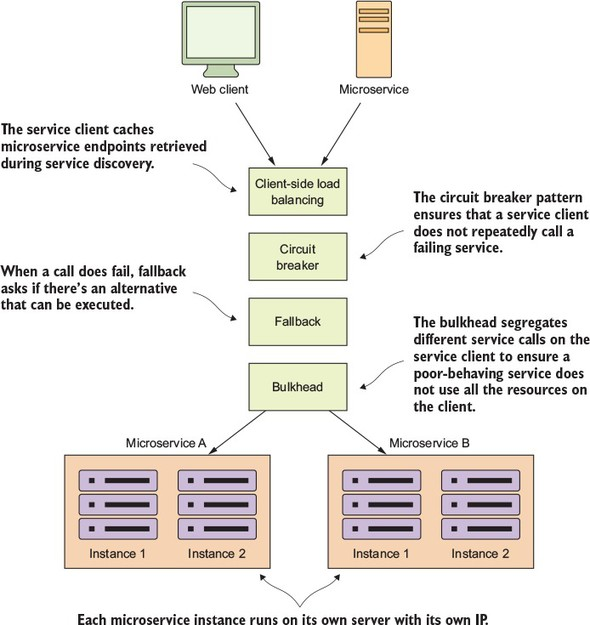 Web client
Microservice
The service client caches
microservice endpoints retrieved
during service discovery.
Client-side load
balancing
The circuit breaker pattern
ensures that a service client
does not repeatedly call a
failing service.
Circuit
breaker
When a call does fail, fallback
asks if there's an alternative
that can be executed.
Fallback
The bulkhead segregates
different service calls on the
service client to ensure a
poor-behaving service does
not use all the resources on
the client.
Bulkhead
Microservice A
Microservice B
Instance 1
Instance 2
Instance 1
Instance 2
Each microservice instance runs on its own server with its own IP.